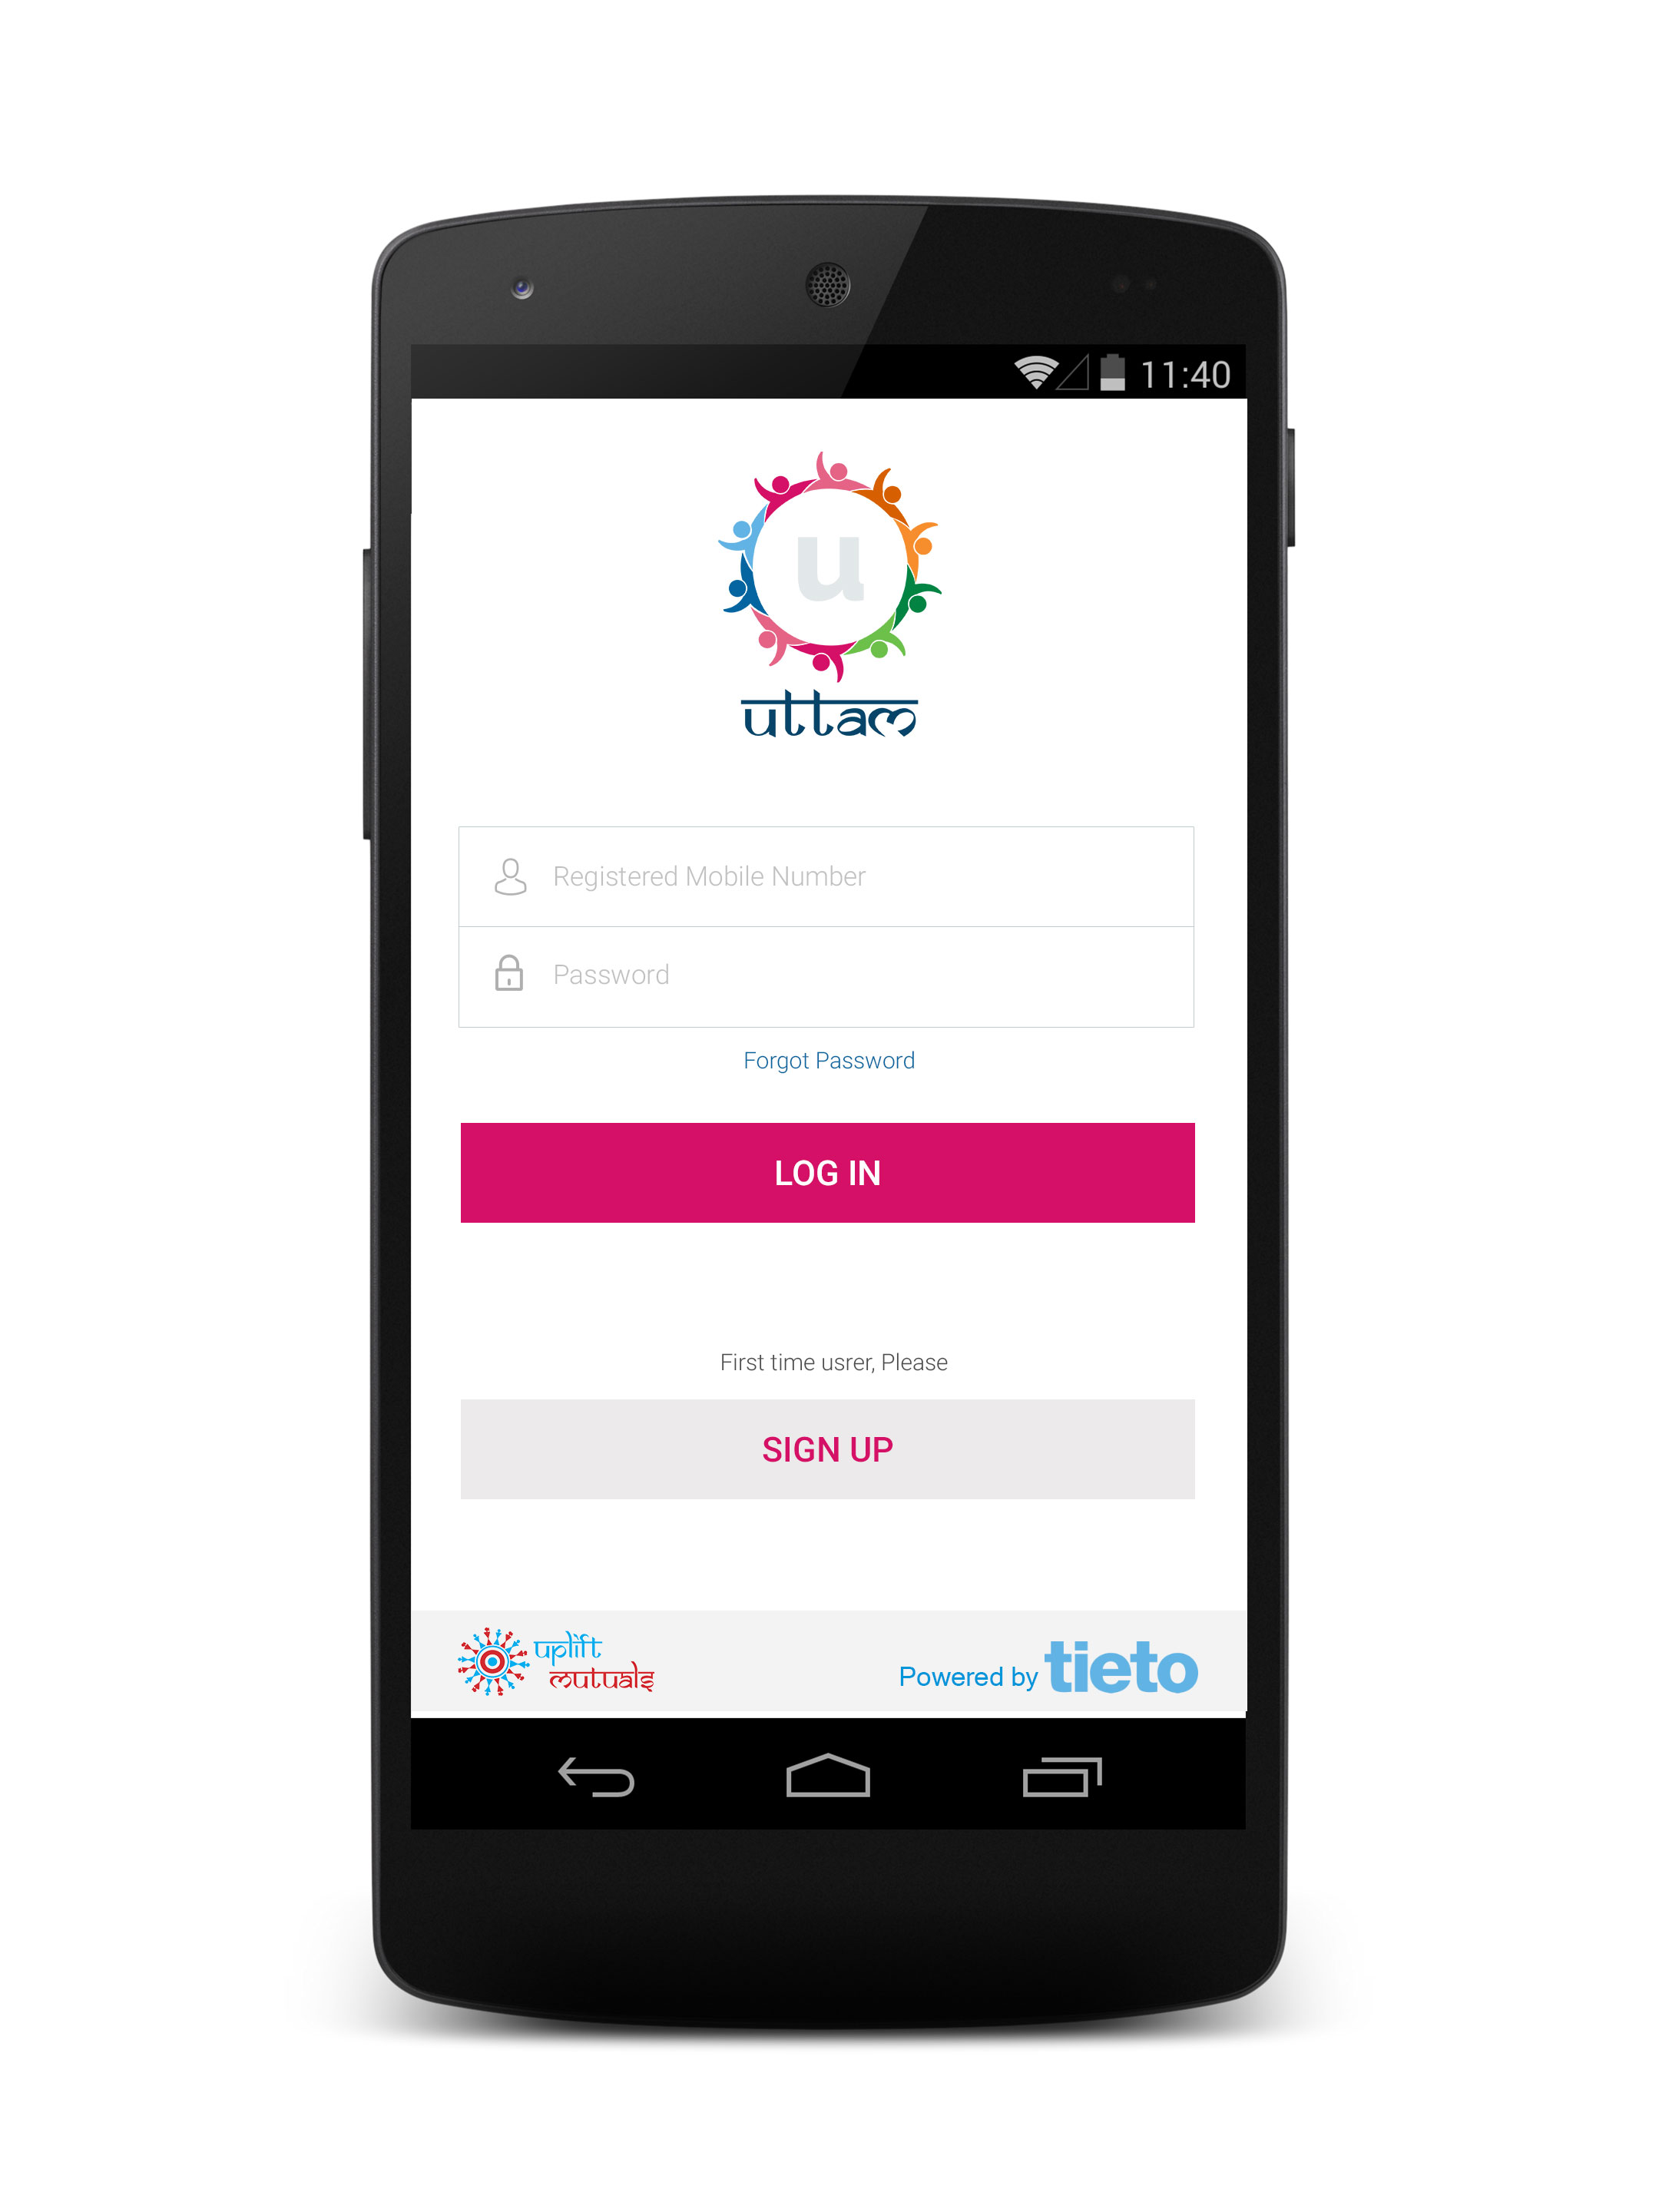 11:40
u
uttam
Registered Mobile Number
Password
Forgot Password
LOG IN
First time usrer, Please
SIGN UP
uplift
mutuals
Powered by tieto